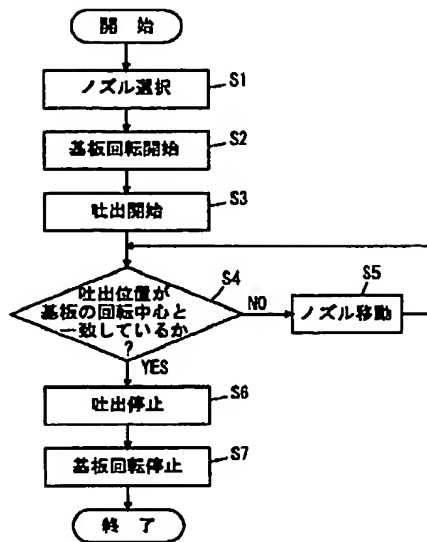 開 始
ノズル選択
S1
基板回転開始
S2
吐出開始
S3
吐出位置が
基板の回転中心と
一致しているか
?
S4
NO
ノズル移動
S5
YES
吐出停止
S6
基板回転停止
S7
終 了